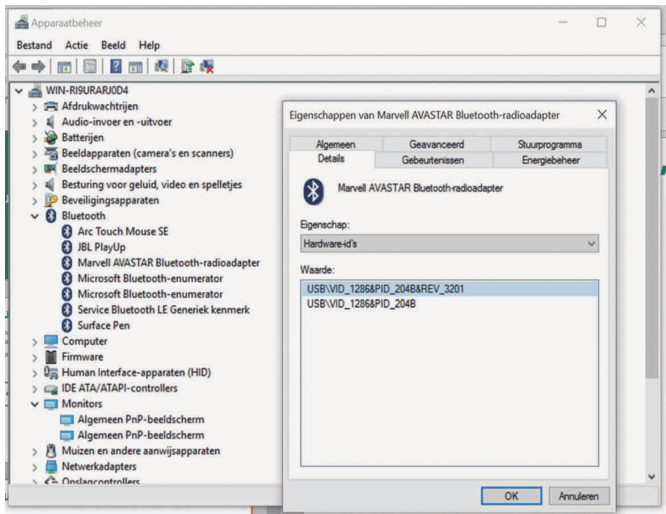 Apparaatbeheer
Bestand Actie Beeld Help
WIN-RI9URARJ0D4
Afdrukwachtrijen
Audio-invoer en -uitvoer
Batterijen
Beeldapparaten (camera's en scanners)
Beeldschermadapters
Besturing voor geluid, video en spelletjes
Beveiligingsapparaten
Bluetooth
Arc Touch Mouse SE
JBL PlayUp
Marvell AVASTAR Bluetooth-radioadapter
Microsoft Bluetooth-enumerator
Microsoft Bluetooth-enumerator
Service Bluetooth LE Generiek kenmerk
Surface Pen
Computer
Firmware
Human Interface-apparaten (HID)
IDE ATA/ATAPI-controllers
Monitors
Algemeen PnP-beeldscherm
Algemeen PnP-beeldscherm
Muizen en andere aanwijsapparaten
Netwerkadapters
Opslagcontrollers
Eigenschappen van Marvell AVASTAR Bluetooth-radioadapter
Algemeen Geavanceerd Stuurprogramma
Details Gebeurtenissen Energiebeheer
Marvell AVASTAR Bluetooth-radioadapter
Eigenschap:
Hardware-id's
Waarde:
USB\VID_1286&PID_204B&REV_3201
USB\VID_1286&PID_204B
OK Annuleren